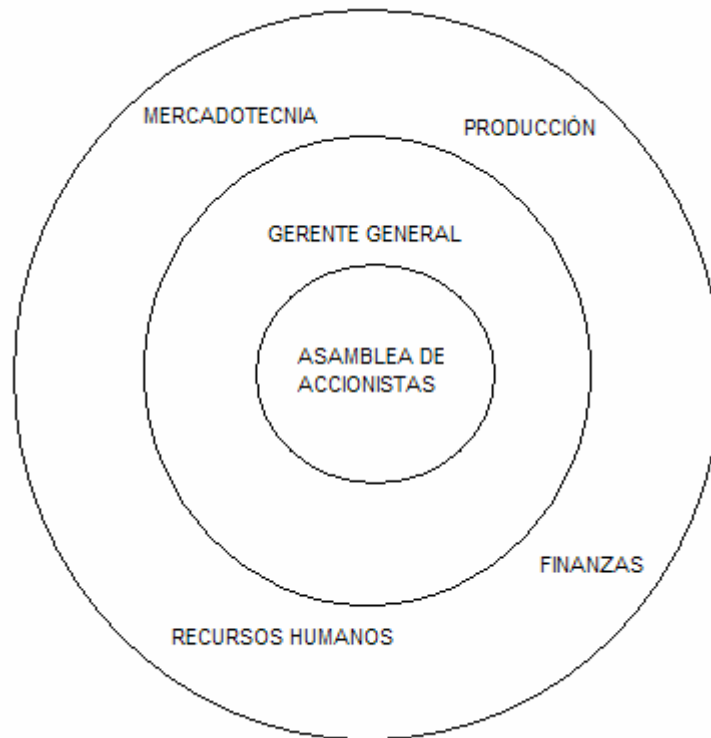 MERCADOTECNIA
PRODUCCIÓN
GERENTE GENERAL
ASAMBLEA DE
ACCIONISTAS
FINANZAS
RECURSOS HUMANOS